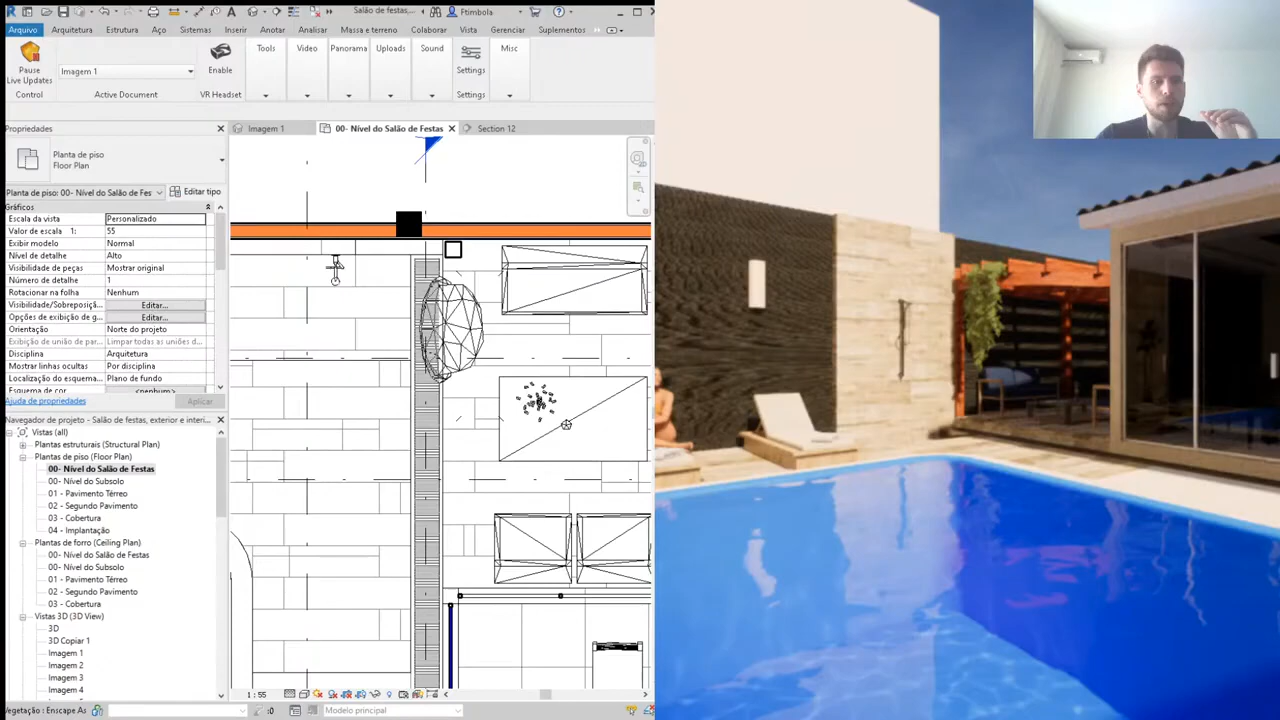 Salão de festas,...
Ftimbola
Arquivo Arquitetura Estrutura Aço Sistemas Inserir Anotar Analisar Massa e terreno Colaborar Vista Gerenciar Suplementos
Pause
Live Updates
Control
Imagem 1
Active Document
Enable
VR Headset
Tools Video Panorama Uploads Sound
Settings
Settings
Misc
Propriedades
Imagem 1
00- Nível do Salão de Festas
Section 12
Planta de piso
Floor Plan
Planta de piso: 00- Nível do Salão de Fes
Editar tipo
Gráficos
Escala da vista Personalizado
Valor de escala 1: 55
Exibir modelo Normal
Nível de detalhe Alto
Visibilidade de peças Mostrar original
Número de detalhe 1
Rotacionar na folha Nenhum
Visibilidade/Sobreposiçã... Editar...
Opções de exibição de g... Editar...
Orientação Norte do projeto
Exibição de união de par... Limpar todas as uniões d...
Disciplina Arquitetura
Mostrar linhas ocultas Por disciplina
Localização do esquema... Plano de fundo
Esquema de cor <nenhum>
Ajuda de propriedades
Aplicar
Navegador de projeto - Salão de festas, exterior e interi...
Vistas (all)
Plantas estruturais (Structural Plan)
Plantas de piso (Floor Plan)
00- Nível do Salão de Festas
00- Nível do Subsolo
01 - Pavimento Térreo
02 - Segundo Pavimento
03 - Cobertura
04 - Implantação
Plantas de forro (Ceiling Plan)
00- Nível do Salão de Festas
00- Nível do Subsolo
01 - Pavimento Térreo
02 - Segundo Pavimento
03 - Cobertura
Vistas 3D (3D View)
3D
3D Copiar 1
Imagem 1
Imagem 2
Imagem 3
Imagem 4
1 : 55
Vegetação : Enscape As
:0
Modelo principal